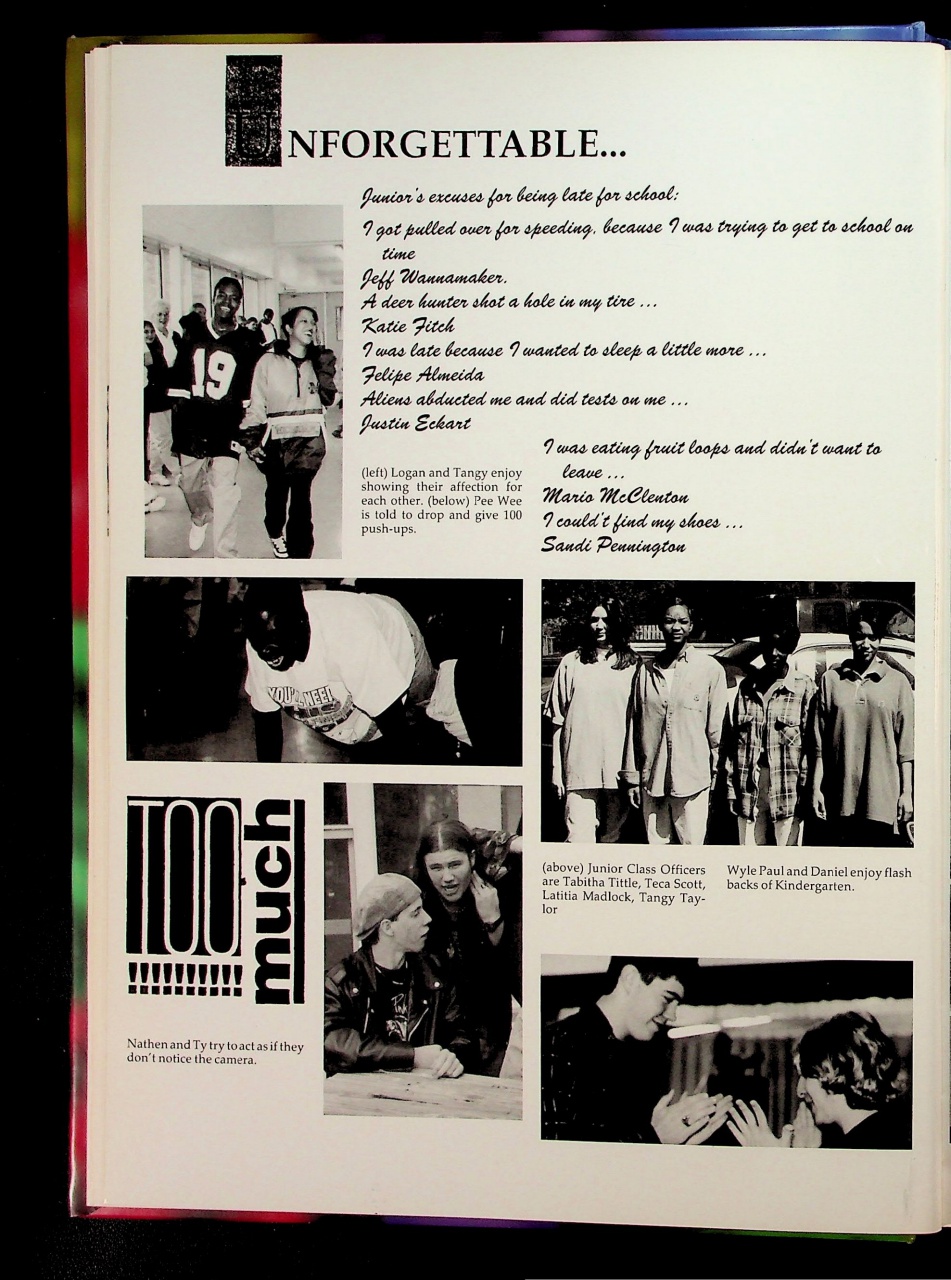 UNFORGETTABLE...
Junior's excuses for being late for school:
I got pulled over for speeding, because I was trying to get to school on
time
Jeff Wannamaker.
A deer hunter shot a hole in my tire ...
Katie Fitch
I was late because I wanted to sleep a little more ...
Felipe Almeida
Aliens abducted me and did tests on me ...
Justin Eckart
I was eating fruit loops and didn't want to
leave ...
Mario McClenton
I could't find my shoes ...
Sandi Pennington
19
(left) Logan and Tangy enjoy
showing their affection for
each other. (below) Pee Wee
is told to drop and give 100
push-ups.
YOU'LL NEED
(above) Junior Class Officers
are Tabitha Tittle, Teca Scott,
Latitia Madlock, Tangy Tay-
lor
Wyle Paul and Daniel enjoy flash
backs of Kindergarten.
TOO
much
!!!!!!!!!!
Nathen and Ty try to act as if they
don't notice the camera.